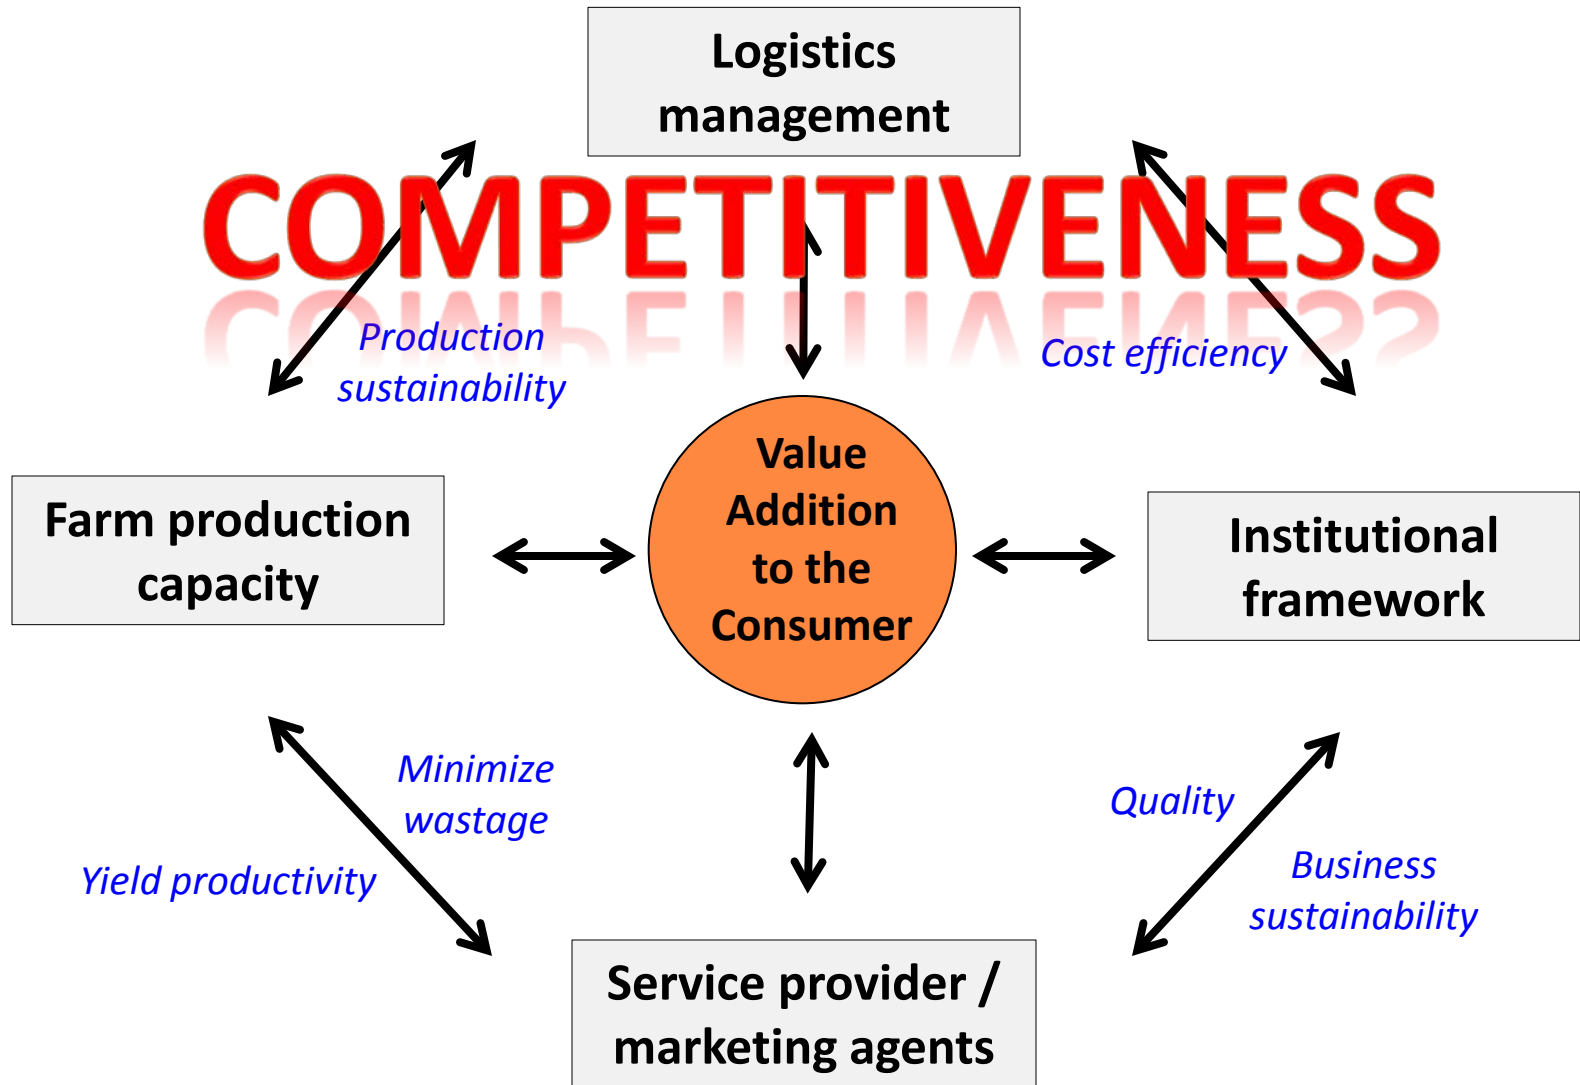 Logistics
management
COMPETITIVENESS
Production
sustainability
Cost efficiency
Value
Addition
to the
Consumer
Farm production
capacity
Institutional
framework
Minimize
wastage
Yield productivity
Quality
Business
sustainability
Service provider /
marketing agents